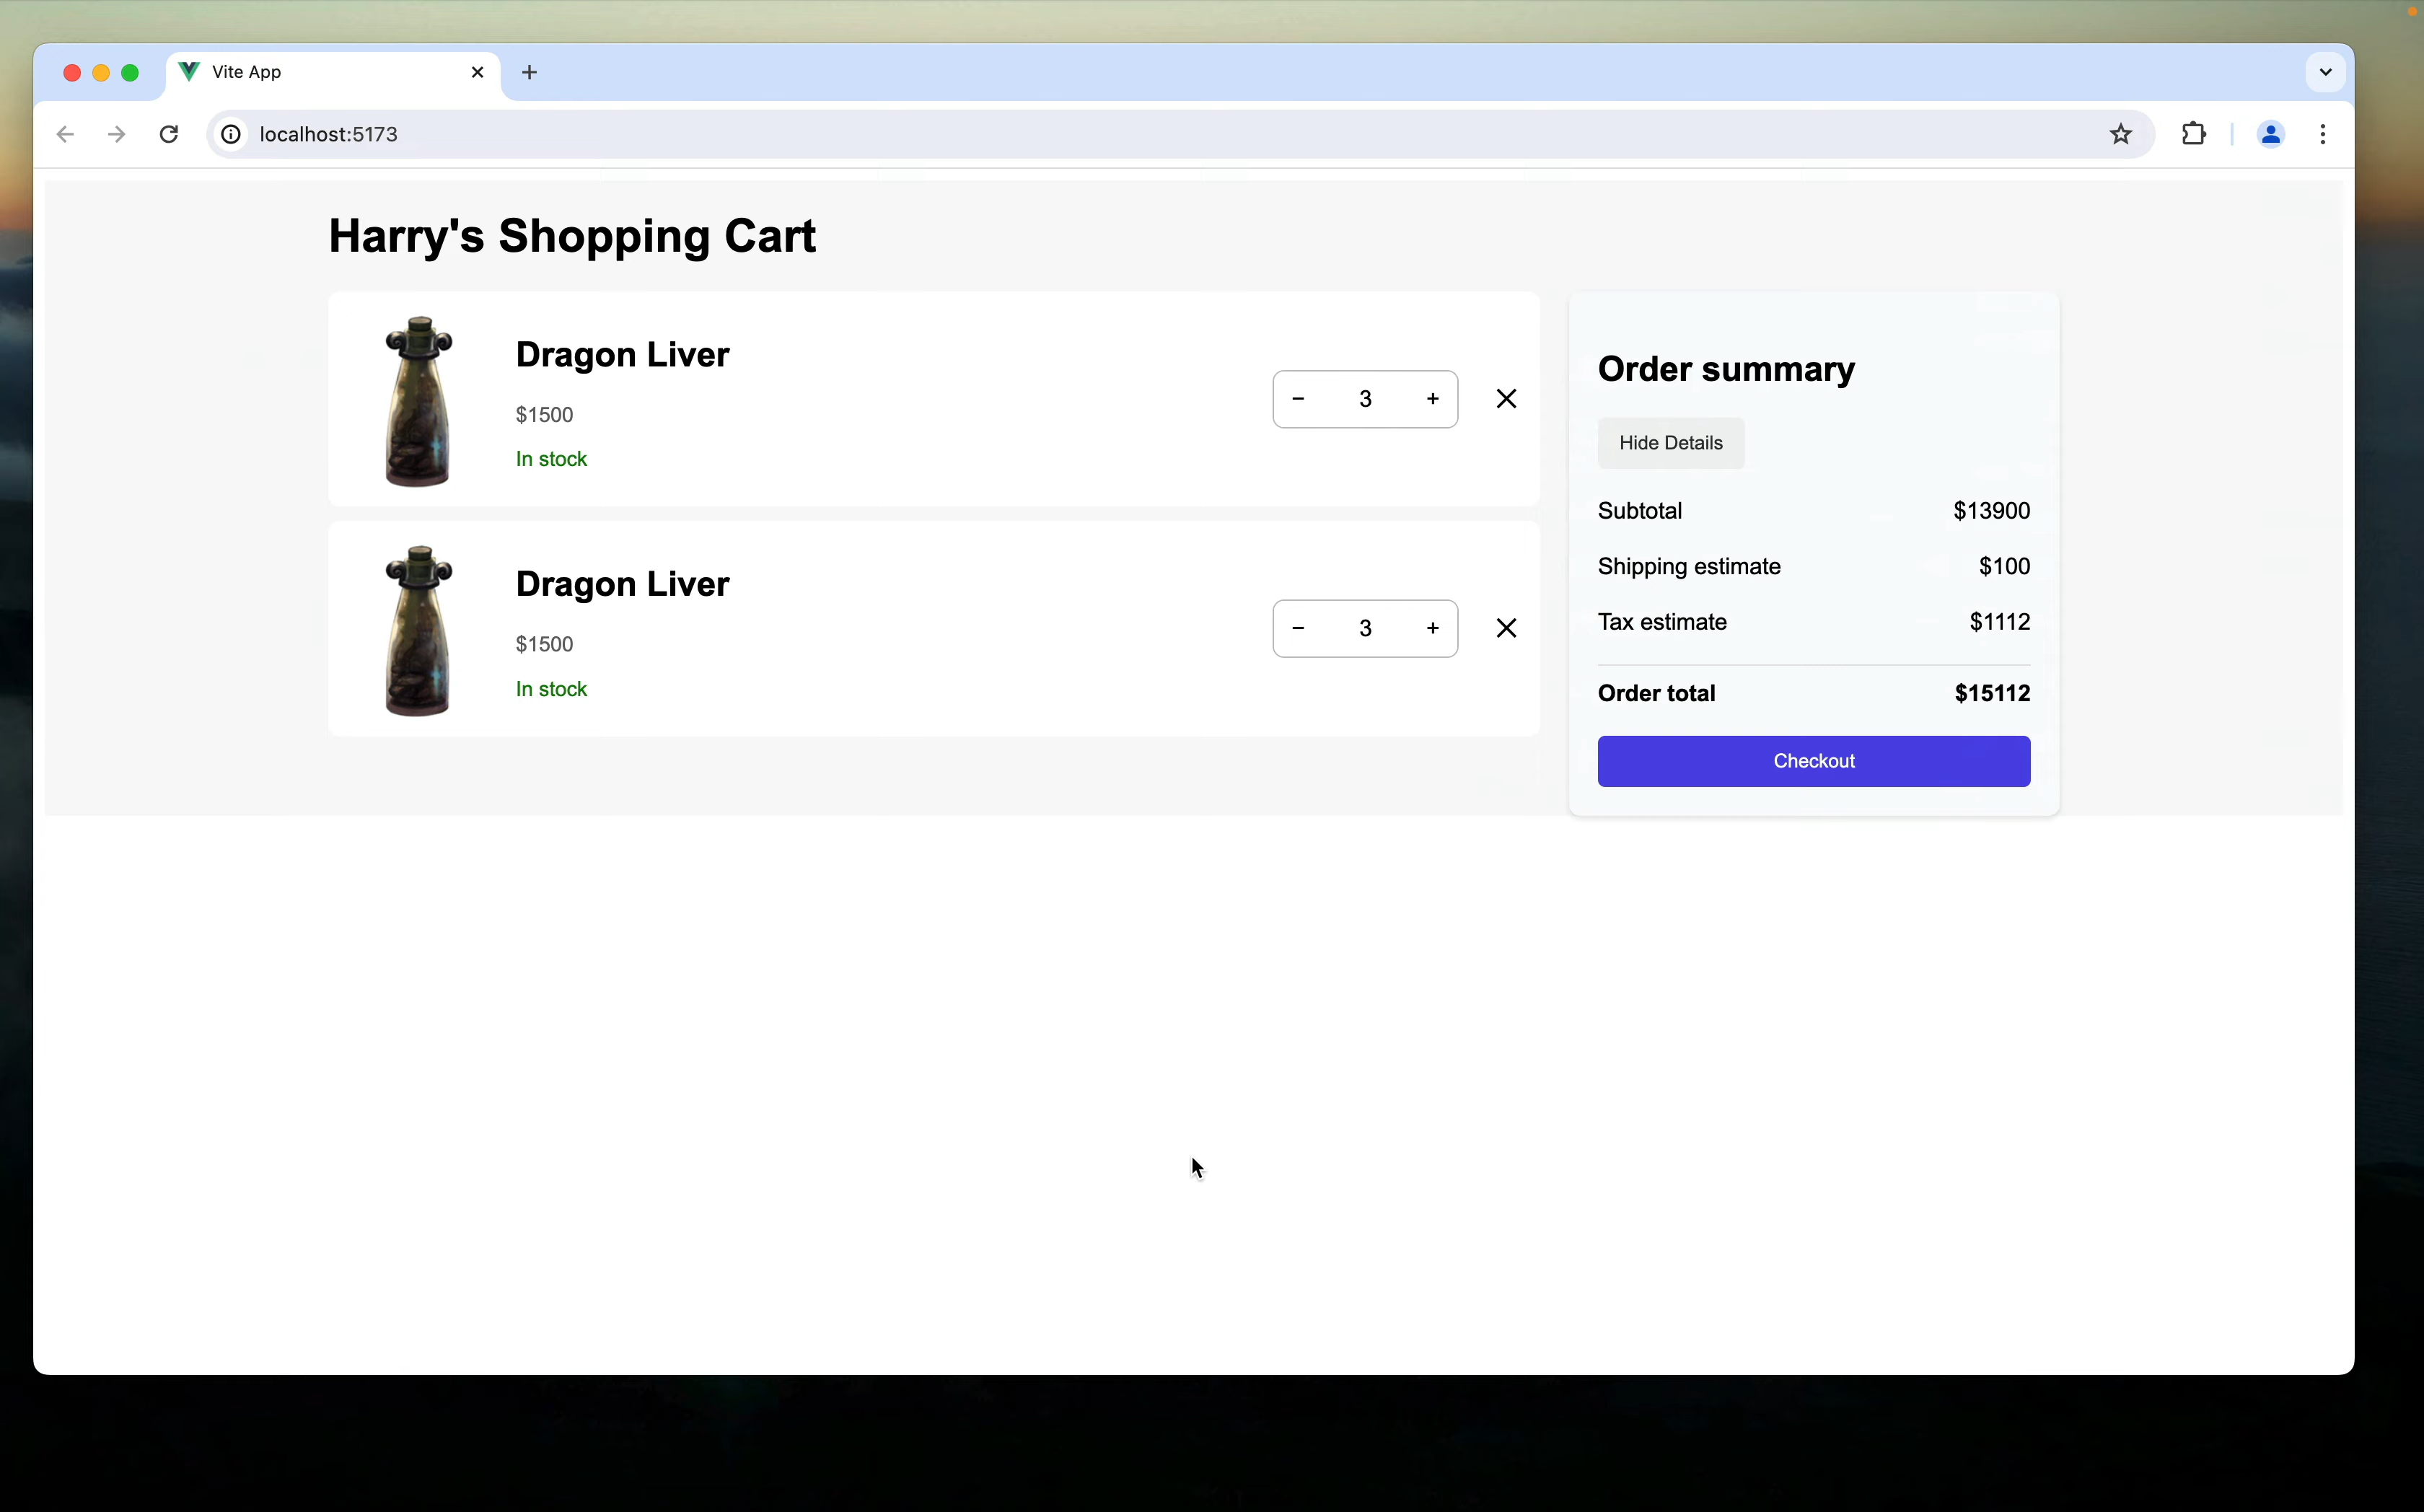 Vite App
localhost:5173
Harry's Shopping Cart
Dragon Liver
$1500
In stock
− 3 +
Dragon Liver
$1500
In stock
− 3 +
Order summary
Hide Details
Subtotal $13900
Shipping estimate $100
Tax estimate $1112
Order total $15112
Checkout